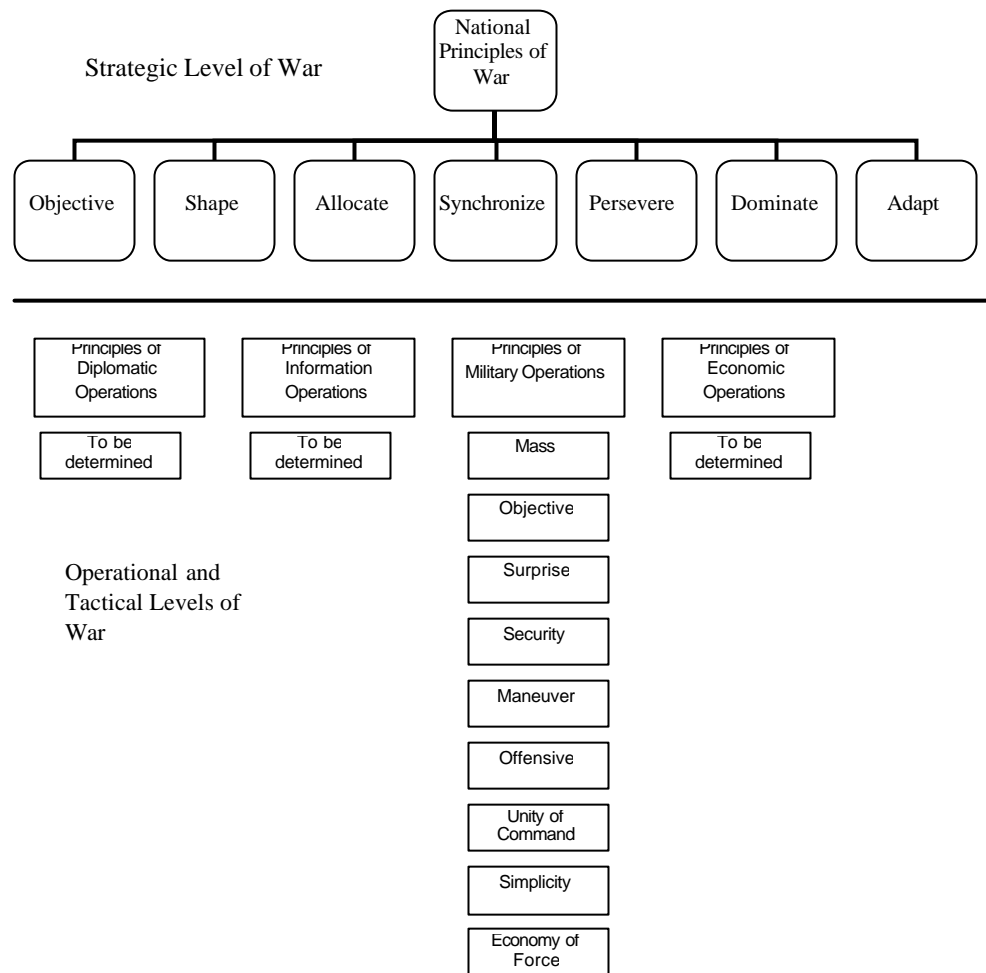 National
Principles of
War
Strategic Level of War
Objective
Shape
Allocate
Synchronize
Persevere
Dominate
Adapt
Principles of
Diplomatic
Operations
Principles of
Information
Operations
Principles of
Military Operations
Principles of
Economic
Operations
To be
determined
To be
determined
Mass
To be
determined
Objective
Surprise
Security
Maneuver
Offensive
Unity of
Command
Simplicity
Economy of
Force
Operational and
Tactical Levels of
War